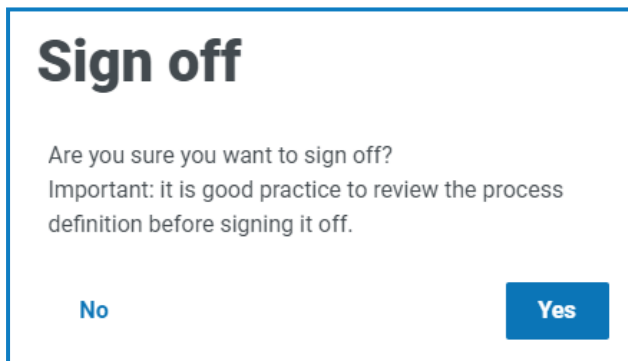 Sign off
Are you sure you want to sign off?
Important: it is good practice to review the process
definition before signing it off.
No
Yes